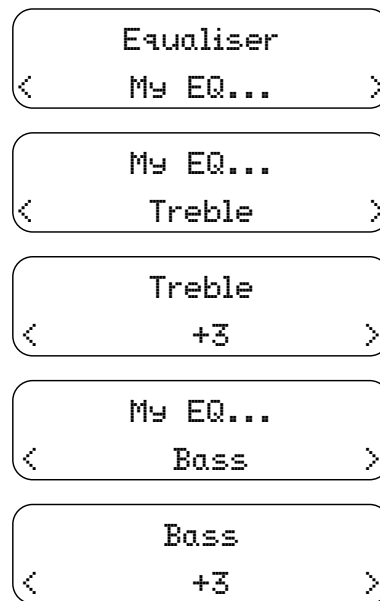 Equaliser
< My EQ... >
My EQ...
< Treble >
Treble
< +3 >
My EQ...
< Bass >
Bass
< +3 >